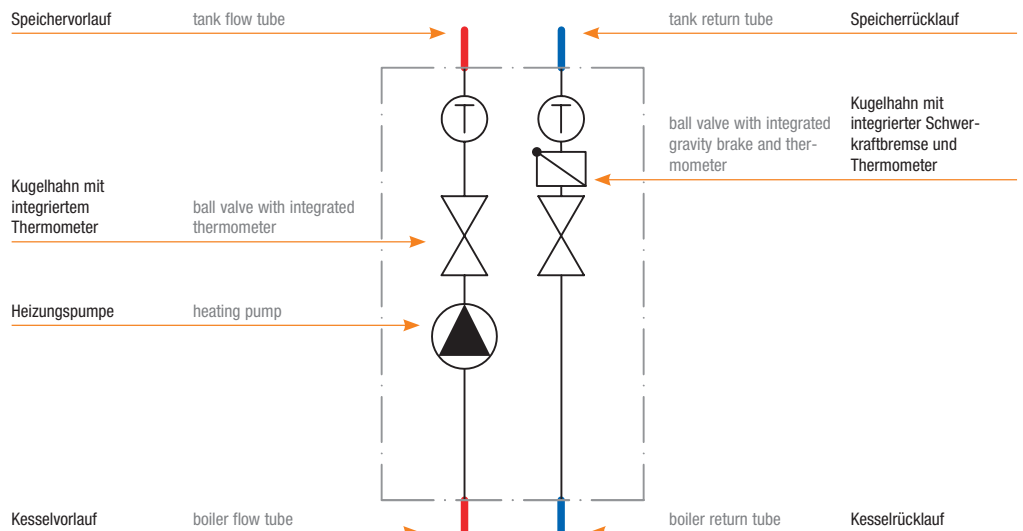 Speichervorlauf tank flow tube
tank return tube Speicherrücklauf
T T
ball valve with integrated
gravity brake and ther-
mometer
Kugelhahn mit
integrierter Schwer-
kraftbremse und
Thermometer
Kugelhahn mit
integriertem
Thermometer
ball valve with integrated
thermometer
Heizungspumpe heating pump
Kesselvorlauf boiler flow tube
boiler return tube Kesselrücklauf